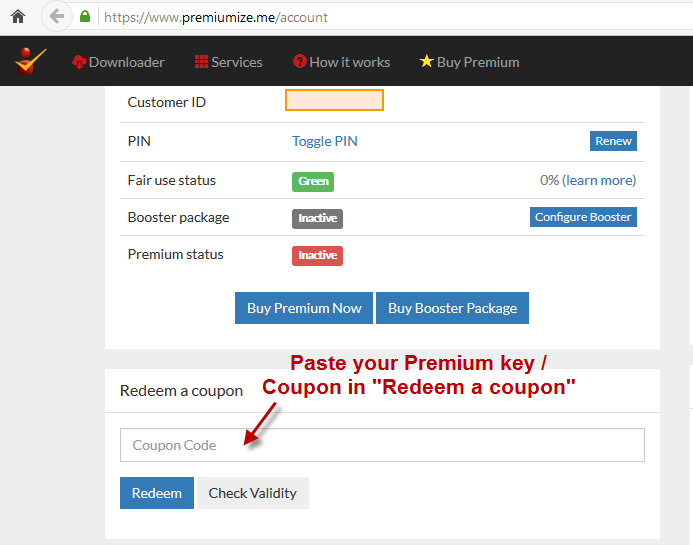 https://www.premiumize.me/account
Downloader Services How it works Buy Premium
Customer ID
PIN Toggle PIN Renew
Fair use status Green 0% (learn more)
Booster package Inactive Configure Booster
Premium status Inactive
Buy Premium Now Buy Booster Package
Paste your Premium key /
Redeem a coupon Coupon in "Redeem a coupon"
Coupon Code
Redeem Check Validity